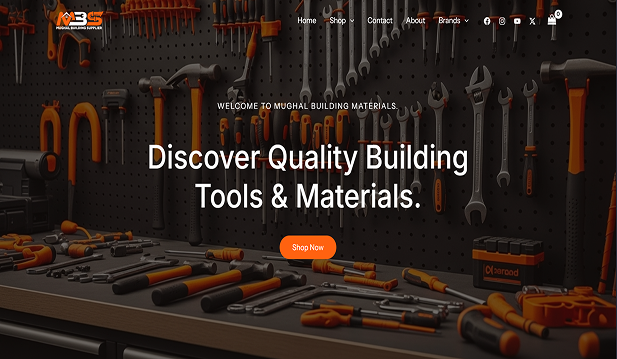 MBS
MUGHAL BUILDING SUPPLIER
Home Shop Contact About Brands 0
WELCOME TO MUGHAL BUILDING MATERIALS
Discover Quality Building
Tools & Materials.
Shop Now